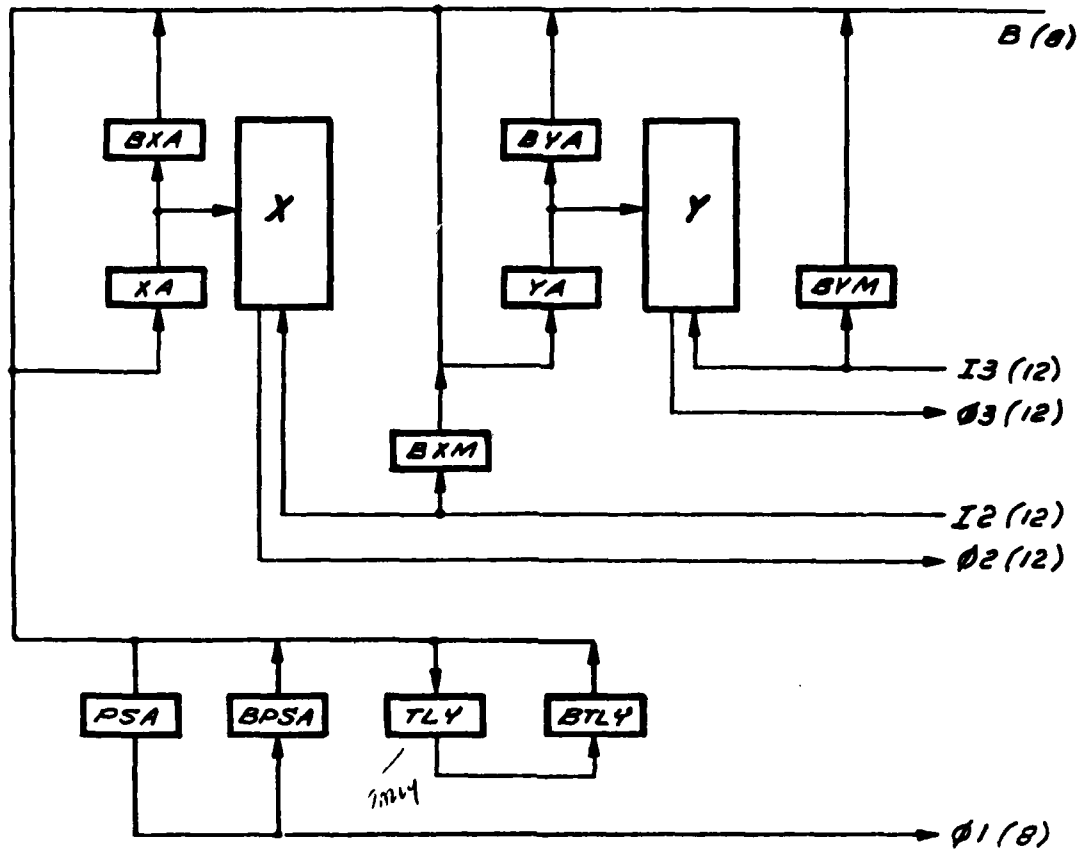 B (8)
BXA
X
BYA
Y
XA
YA
BYM
I3 (12)
Ø3 (12)
BXM
I2 (12)
Ø2 (12)
PSA
BPSA
TLY
BTLY
Ø1 (8)